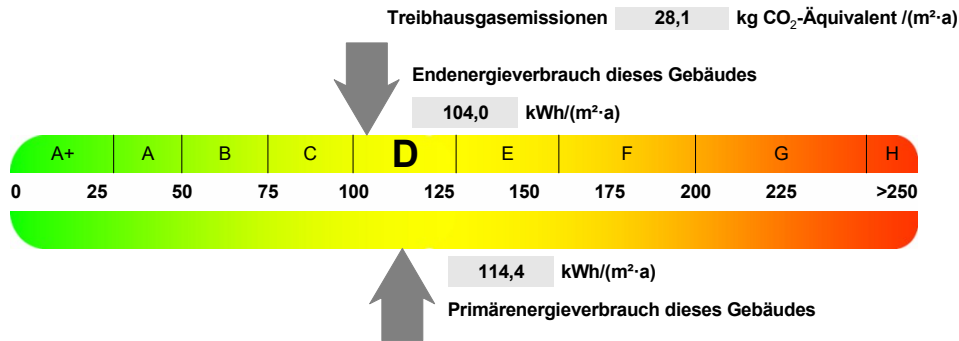 Treibhausgasemissionen 28,1 kg CO₂-Äquivalent /(m²·a)
Endenergieverbrauch dieses Gebäudes
104,0 kWh/(m²·a)
A+ A B C D E F G H
0 25 50 75 100 125 150 175 200 225 >250
114,4 kWh/(m²·a)
Primärenergieverbrauch dieses Gebäudes